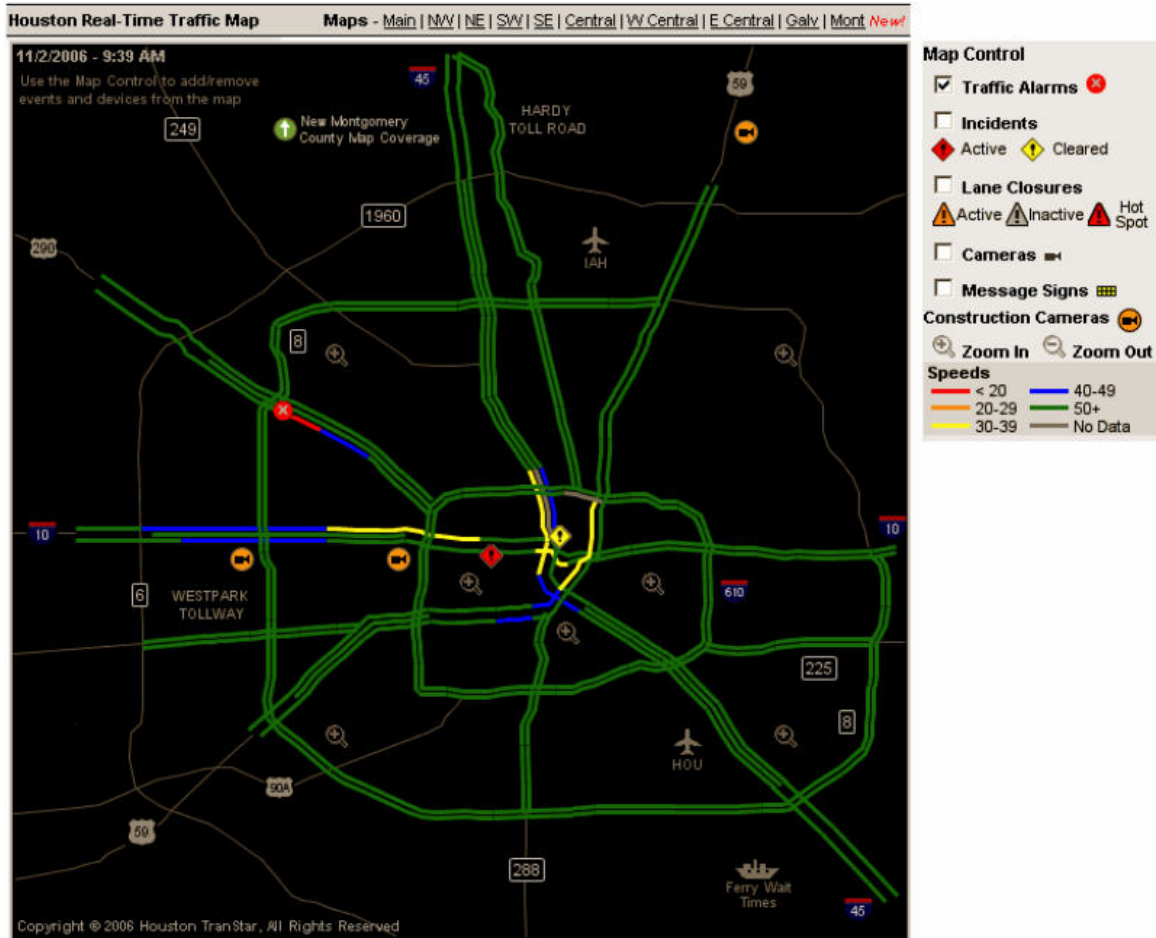 Houston Real-Time Traffic Map
Maps - Main | NW | NE | SW | SE | Central | W Central | E Central | Galv | Mont New!
11/2/2006 - 9:39 AM
Use the Map Control to add/remove
events and devices from the map
45
59
249
New Montgomery
County Map Coverage
HARDY
TOLL ROAD
1960
290
IAH
8
10
10
6
WESTPARK
TOLLWAY
610
225
8
HOU
90A
59
288
Ferry Wait
Times
45
Copyright © 2006 Houston TranStar, All Rights Reserved
Map Control
Traffic Alarms
Incidents
Active Cleared
Lane Closures
Active Inactive Hot
Spot
Cameras
Message Signs
Construction Cameras
Zoom In Zoom Out
Speeds
< 20 40-49
20-29 50+
30-39 No Data